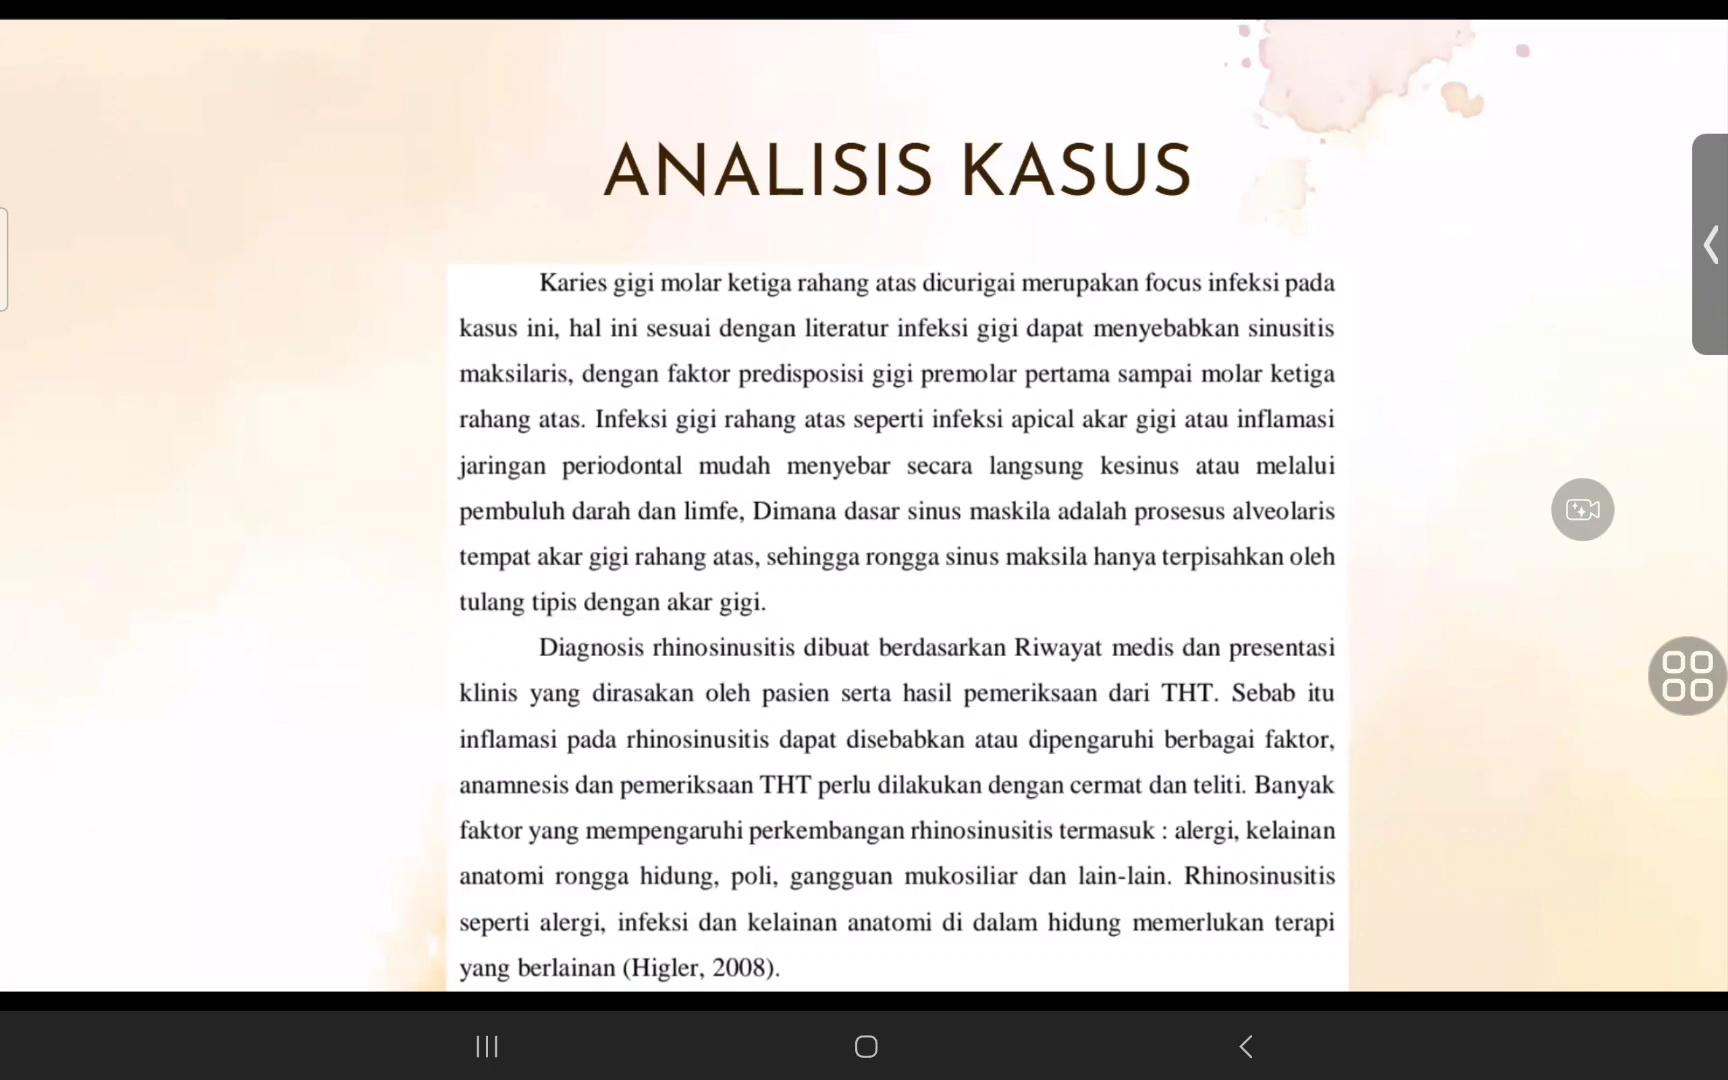 ANALISIS KASUS
Karies gigi molar ketiga rahang atas dicurigai merupakan focus infeksi pada
kasus ini, hal ini sesuai dengan literatur infeksi gigi dapat menyebabkan sinusitis
maksilaris, dengan faktor predisposisi gigi premolar pertama sampai molar ketiga
rahang atas. Infeksi gigi rahang atas seperti infeksi apical akar gigi atau inflamasi
jaringan periodontal mudah menyebar secara langsung kesinus atau melalui
pembuluh darah dan limfe, Dimana dasar sinus maskila adalah prosesus alveolaris
tempat akar gigi rahang atas, sehingga rongga sinus maksila hanya terpisahkan oleh
tulang tipis dengan akar gigi.
Diagnosis rhinosinusitis dibuat berdasarkan Riwayat medis dan presentasi
klinis yang dirasakan oleh pasien serta hasil pemeriksaan dari THT. Sebab itu
inflamasi pada rhinosinusitis dapat disebabkan atau dipengaruhi berbagai faktor,
anamnesis dan pemeriksaan THT perlu dilakukan dengan cermat dan teliti. Banyak
faktor yang mempengaruhi perkembangan rhinosinusitis termasuk : alergi, kelainan
anatomi rongga hidung, poli, gangguan mukosiliar dan lain-lain. Rhinosinusitis
seperti alergi, infeksi dan kelainan anatomi di dalam hidung memerlukan terapi
yang berlainan (Higler, 2008).